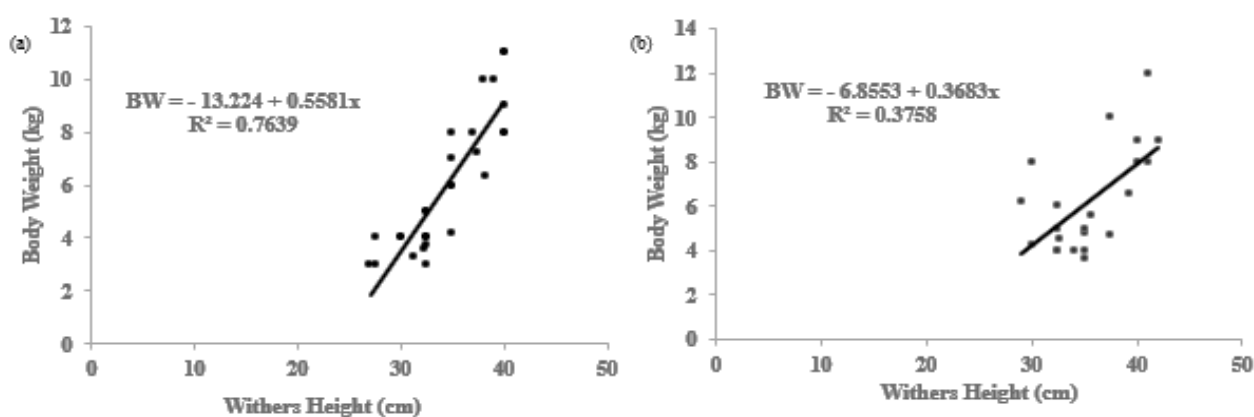 (a)
Body Weight (kg)
12
10
8
6
4
2
0
BW = - 13.224 + 0.5581x
R² = 0.7639
0 10 20 30 40 50
Withers Height (cm)
(b)
Body Weight (kg)
14
12
10
8
6
4
2
0
BW = - 6.8553 + 0.3683x
R² = 0.3758
0 10 20 30 40 50
Withers Height (cm)